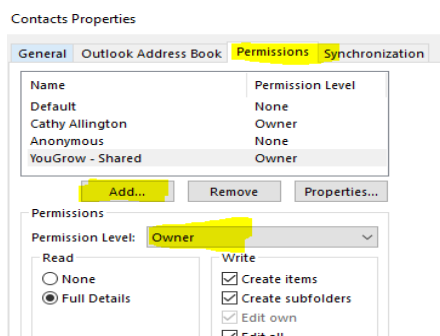 Contacts Properties
General Outlook Address Book Permissions Synchronization
Name Permission Level
Default None
Cathy Allington Owner
Anonymous None
YouGrow - Shared Owner
Add... Remove Properties...
Permissions
Permission Level: Owner
Read Write
None Create items
Full Details Create subfolders
Edit own
Edit all